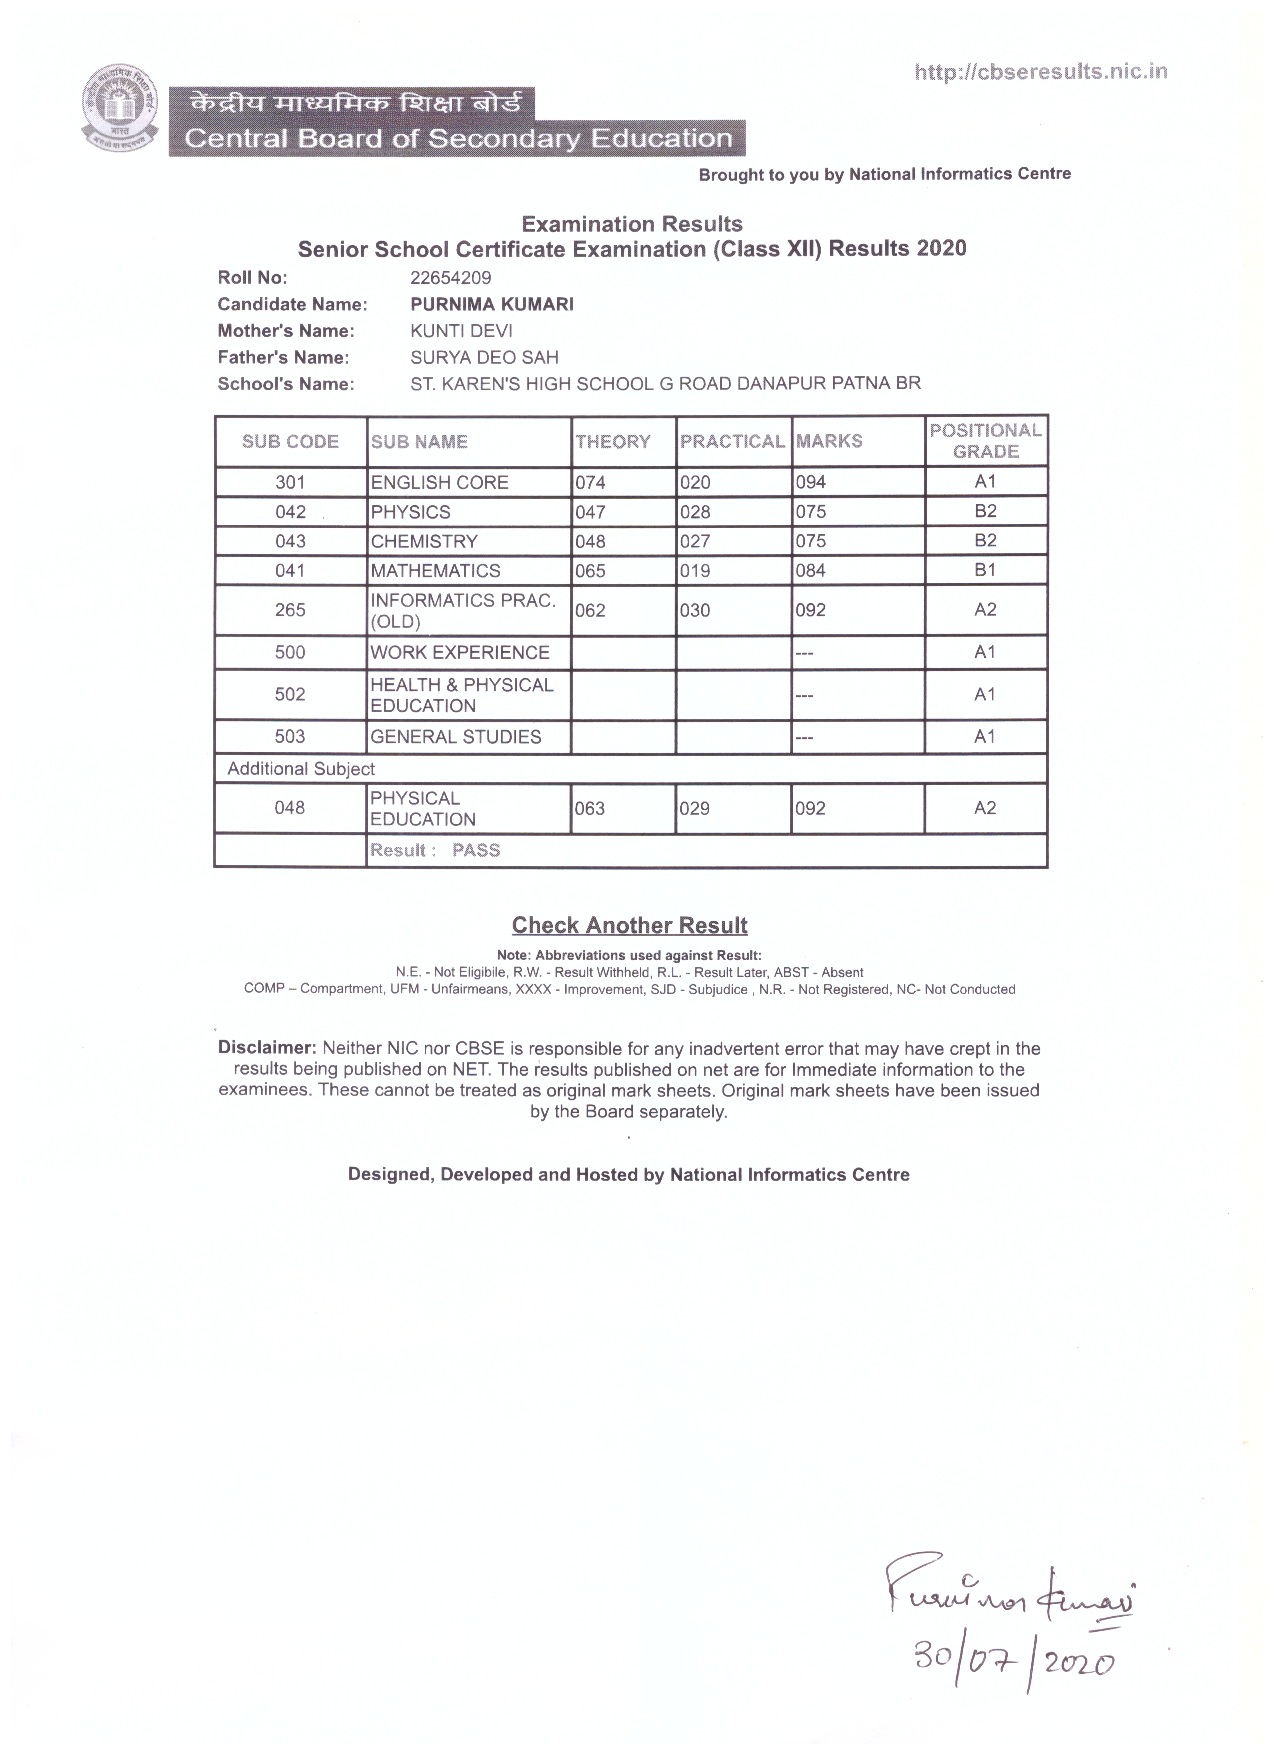 http://cbseresults.nic.in
केंद्रीय माध्यमिक शिक्षा बोर्ड
Central Board of Secondary Education
Brought to you by National Informatics Centre
Examination Results
Senior School Certificate Examination (Class XII) Results 2020
Roll No: 22654209
Candidate Name: PURNIMA KUMARI
Mother's Name: KUNTI DEVI
Father's Name: SURYA DEO SAH
School's Name: ST. KAREN'S HIGH SCHOOL G ROAD DANAPUR PATNA BR
SUB CODE SUB NAME THEORY PRACTICAL MARKS POSITIONAL GRADE
301 ENGLISH CORE 074 020 094 A1
042 PHYSICS 047 028 075 B2
043 CHEMISTRY 048 027 075 B2
041 MATHEMATICS 065 019 084 B1
265 INFORMATICS PRAC. (OLD) 062 030 092 A2
500 WORK EXPERIENCE --- A1
502 HEALTH & PHYSICAL EDUCATION --- A1
503 GENERAL STUDIES --- A1
Additional Subject
048 PHYSICAL EDUCATION 063 029 092 A2
Result : PASS
Check Another Result
Note: Abbreviations used against Result:
N.E. - Not Eligibile, R.W. - Result Withheld, R.L. - Result Later, ABST - Absent
COMP – Compartment, UFM - Unfairmeans, XXXX - Improvement, SJD - Subjudice , N.R. - Not Registered, NC- Not Conducted
Disclaimer: Neither NIC nor CBSE is responsible for any inadvertent error that may have crept in the
results being published on NET. The results published on net are for Immediate information to the
examinees. These cannot be treated as original mark sheets. Original mark sheets have been issued
by the Board separately.
Designed, Developed and Hosted by National Informatics Centre
Purnima Kumari
30/07/2020